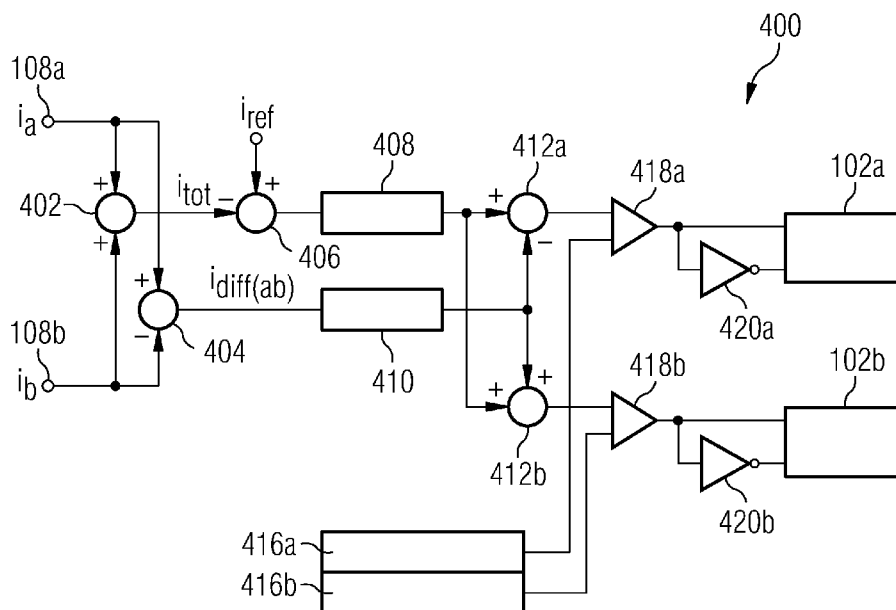 400
108a
i_a
i_ref
408
412a
418a
102a
+
402
+
i_tot
−
+
406
+
−
420a
+
404
−
i_diff(ab)
410
108b
i_b
+
+
412b
418b
102b
420b
416a
416b